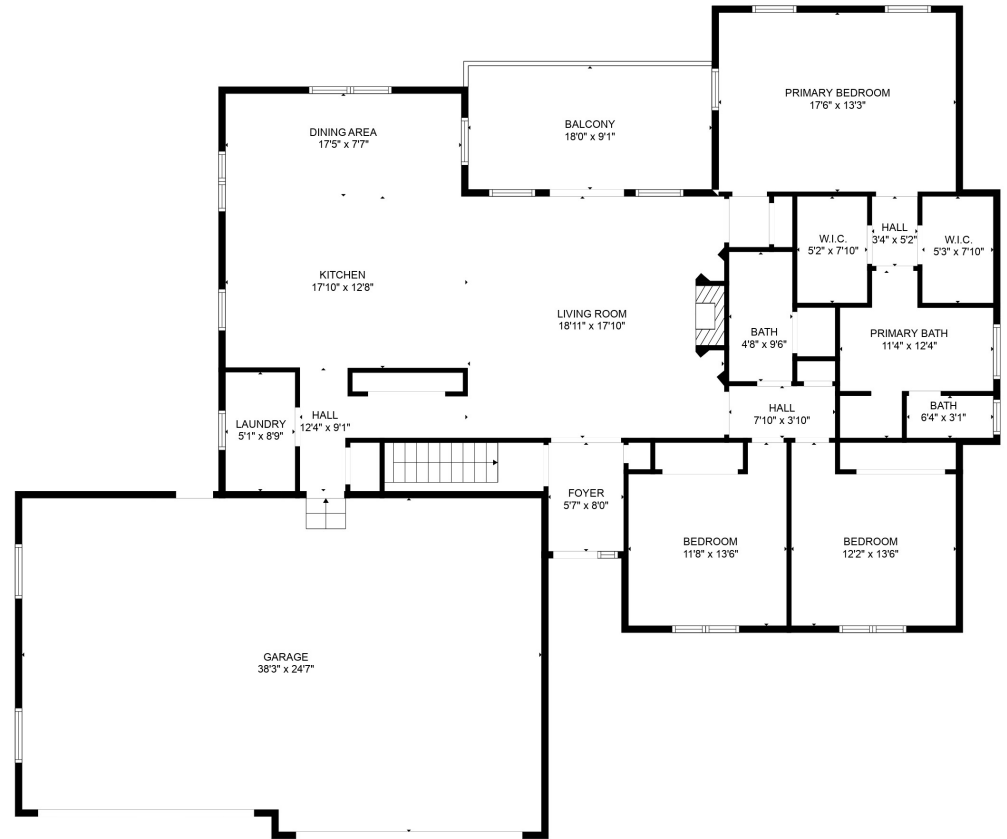 PRIMARY BEDROOM
17'6" x 13'3"
BALCONY
18'0" x 9'1"
DINING AREA
17'5" x 7'7"
HALL
3'4" x 5'2"
W.I.C.
5'2" x 7'10"
W.I.C.
5'3" x 7'10"
KITCHEN
17'10" x 12'8"
LIVING ROOM
18'11" x 17'10"
BATH
4'8" x 9'6"
PRIMARY BATH
11'4" x 12'4"
HALL
12'4" x 9'1"
LAUNDRY
5'1" x 8'9"
HALL
7'10" x 3'10"
BATH
6'4" x 3'1"
FOYER
5'7" x 8'0"
BEDROOM
11'8" x 13'6"
BEDROOM
12'2" x 13'6"
GARAGE
38'3" x 24'7"